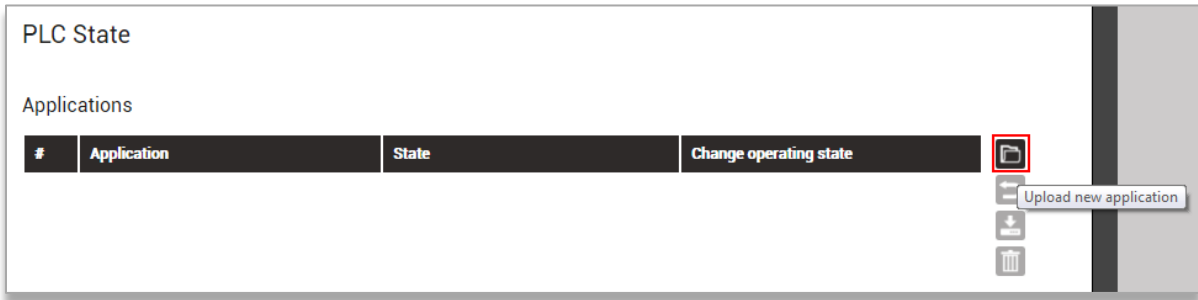 PLC State
Applications
# Application State Change operating state
Upload new application